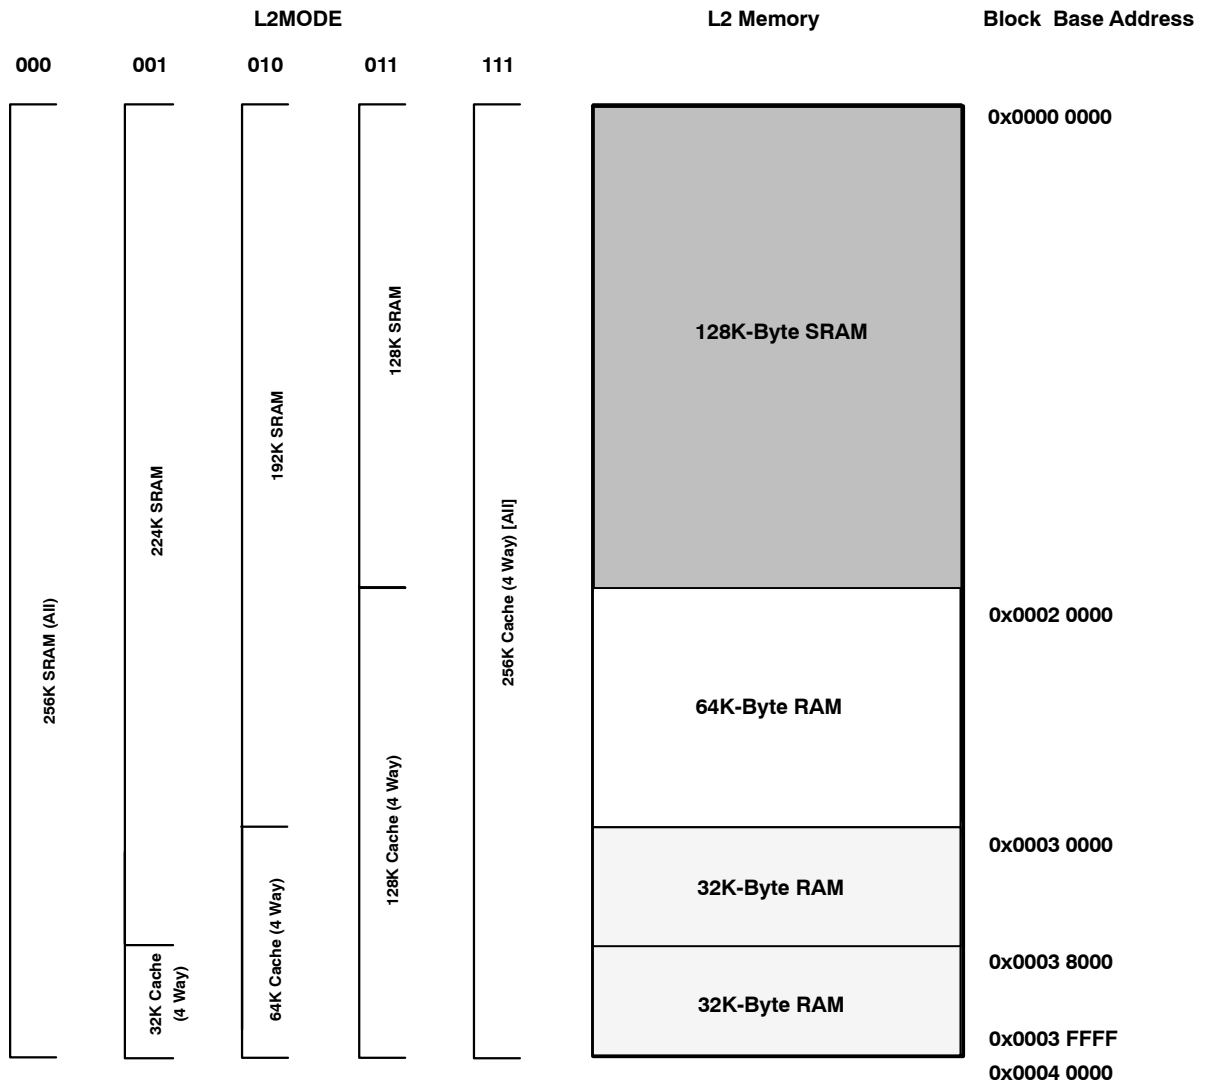 L2MODE
L2 Memory
Block Base Address
000
001
010
011
111
256K SRAM (All)
224K SRAM
32K Cache
(4 Way)
192K SRAM
64K Cache (4 Way)
128K SRAM
128K Cache (4 Way)
256K Cache (4 Way) [All]
128K-Byte SRAM
64K-Byte RAM
32K-Byte RAM
32K-Byte RAM
0x0000 0000
0x0002 0000
0x0003 0000
0x0003 8000
0x0003 FFFF
0x0004 0000